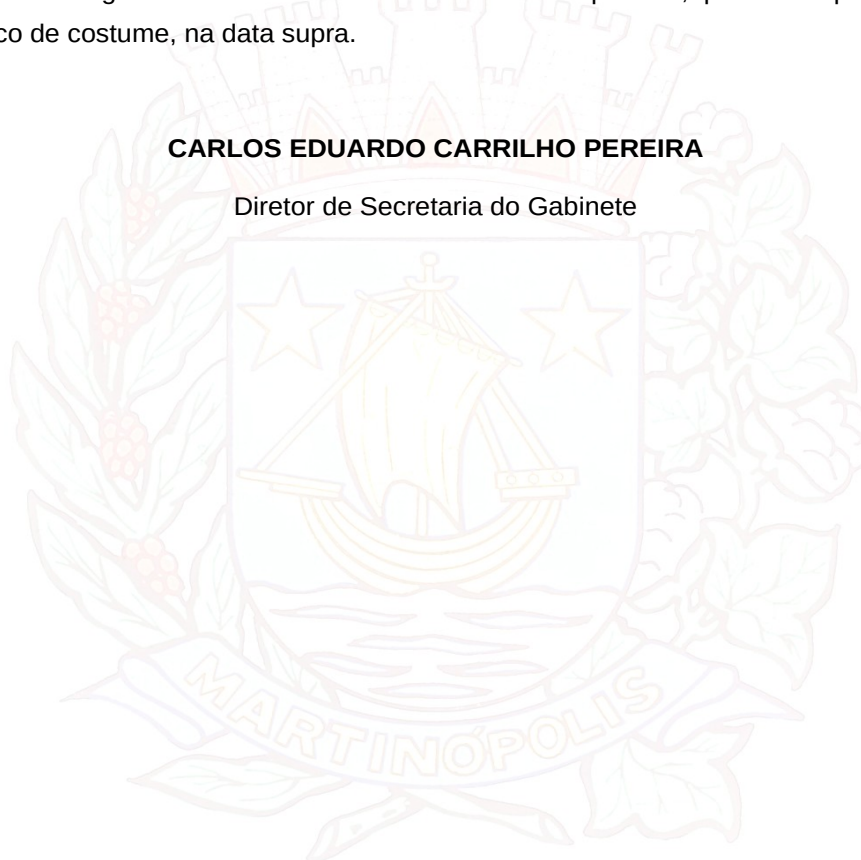 co de costume, na data supra.
CARLOS EDUARDO CARRILHO PEREIRA
Diretor de Secretaria do Gabinete
MARTINÓPOLIS